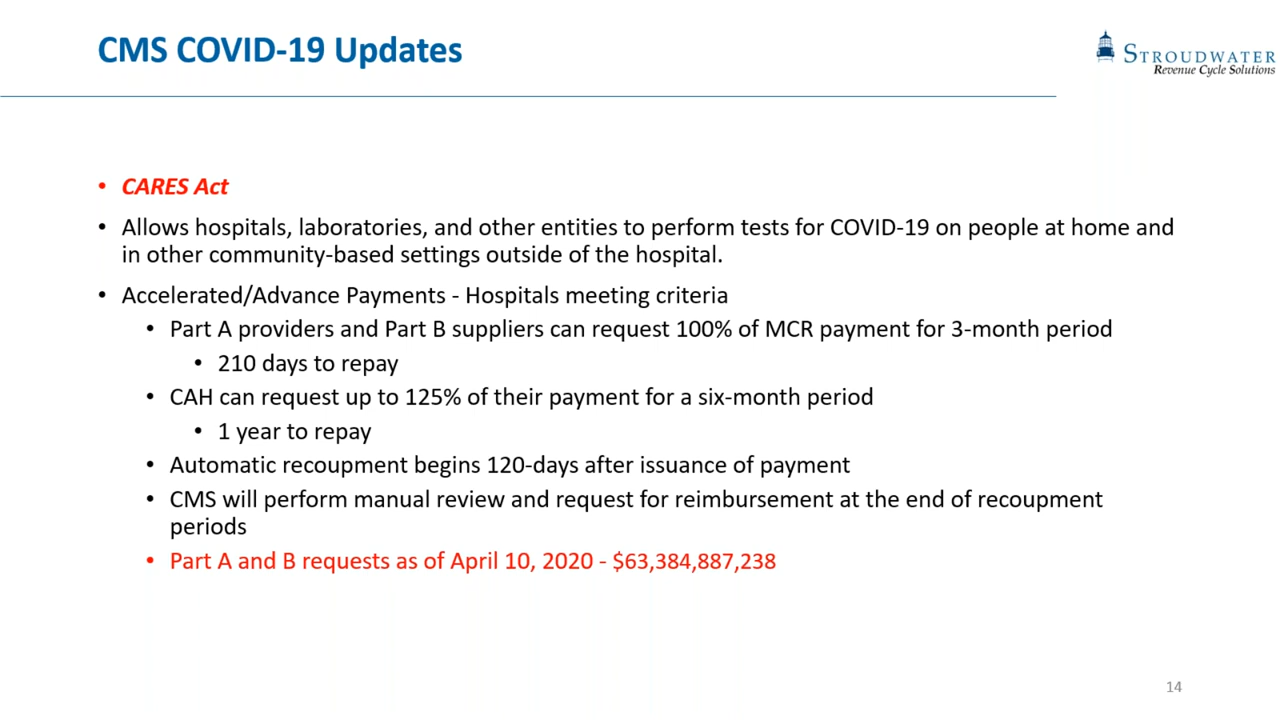 CMS COVID-19 Updates
STROUDWATER
Revenue Cycle Solutions
• CARES Act
• Allows hospitals, laboratories, and other entities to perform tests for COVID-19 on people at home and
in other community-based settings outside of the hospital.
• Accelerated/Advance Payments - Hospitals meeting criteria
• Part A providers and Part B suppliers can request 100% of MCR payment for 3-month period
• 210 days to repay
• CAH can request up to 125% of their payment for a six-month period
• 1 year to repay
• Automatic recoupment begins 120-days after issuance of payment
• CMS will perform manual review and request for reimbursement at the end of recoupment
periods
• Part A and B requests as of April 10, 2020 - $63,384,887,238
14